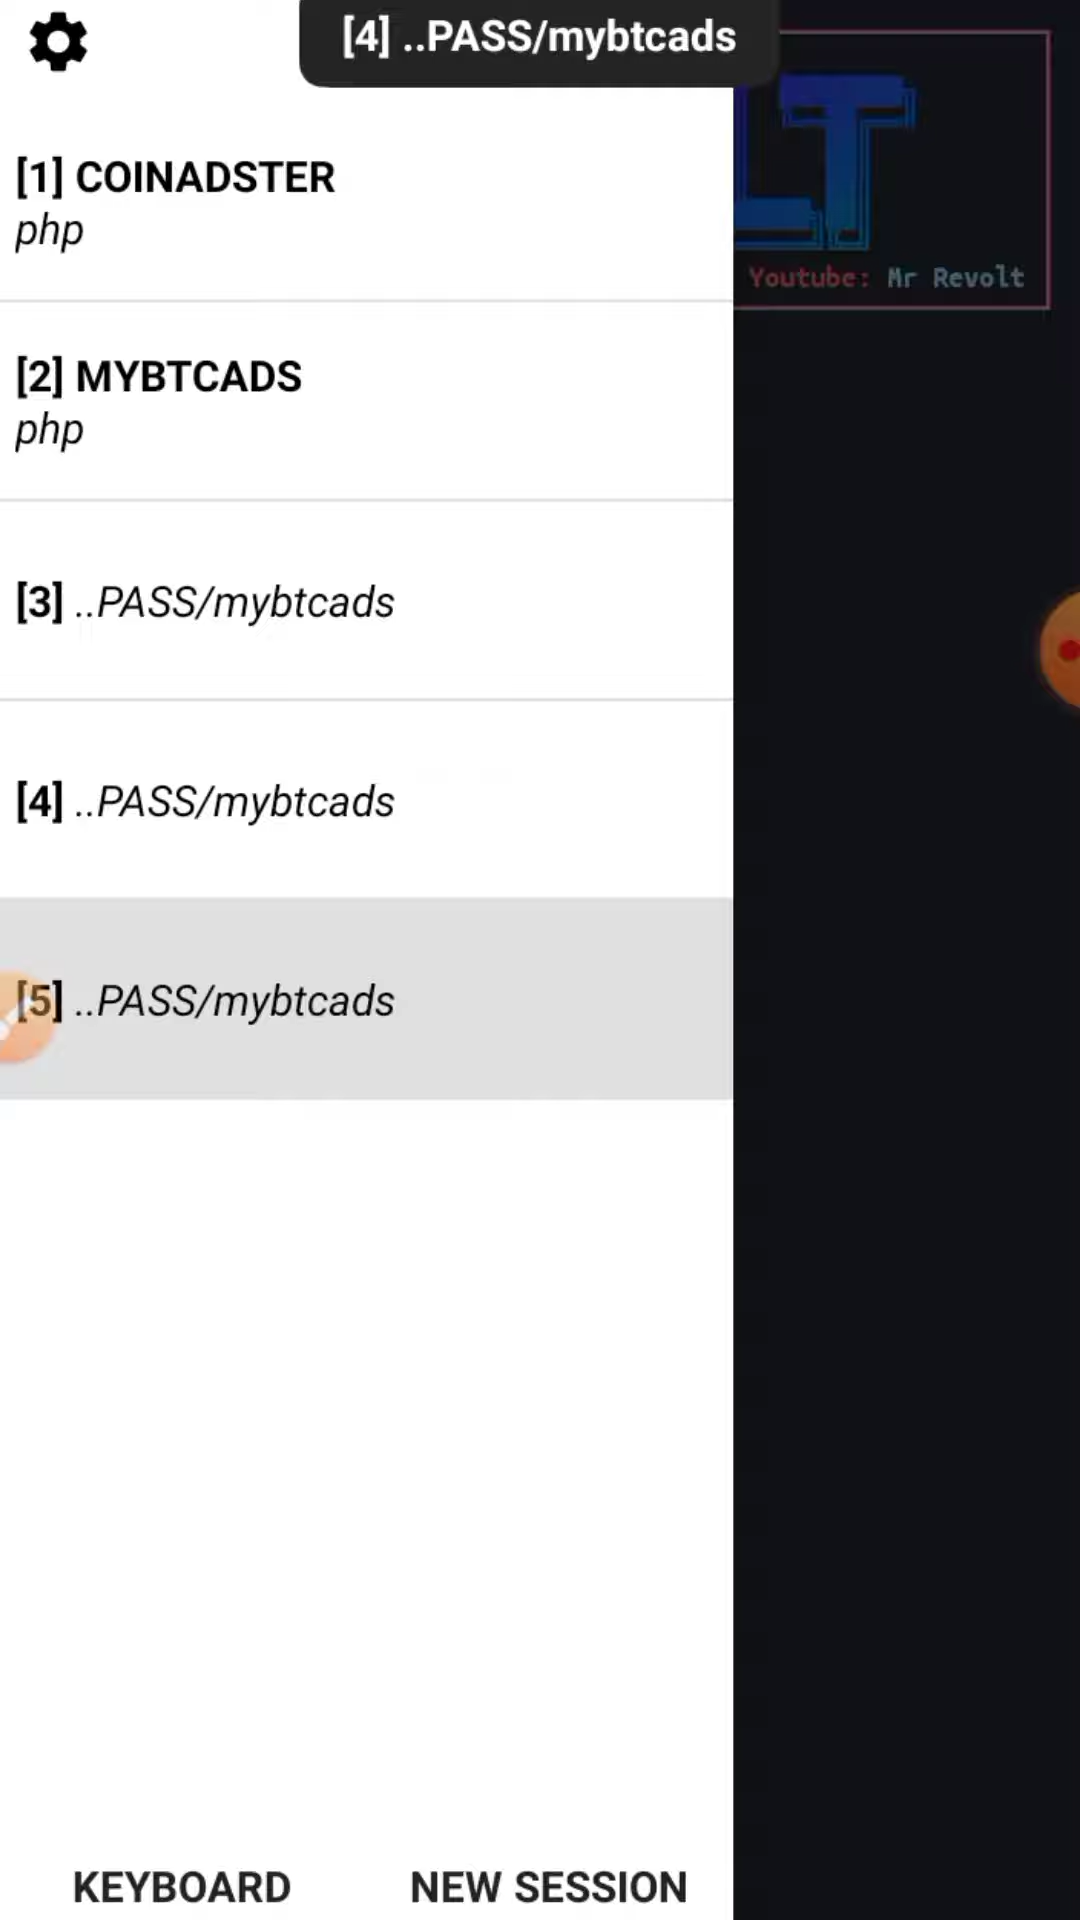 [4] ..PASS/mybtcads
LT
Youtube: Mr Revolt
[1] COINADSTER
php
[2] MYBTCADS
php
[3] ..PASS/mybtcads
[4] ..PASS/mybtcads
[5] ..PASS/mybtcads
KEYBOARD
NEW SESSION